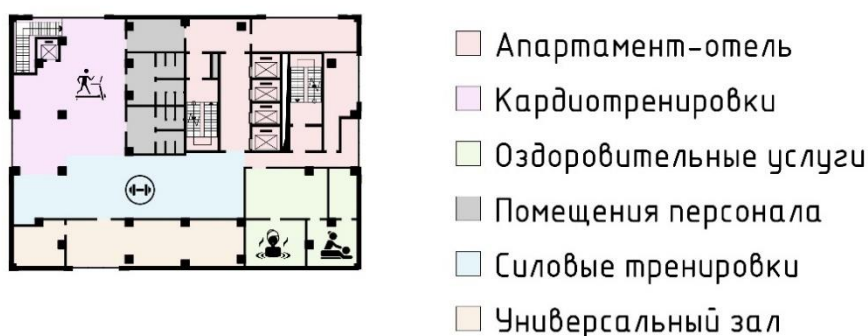 Апартамент-отель
Кардиотренировки
Оздоровительные услуги
Помещения персонала
Силовые тренировки
Универсальный зал